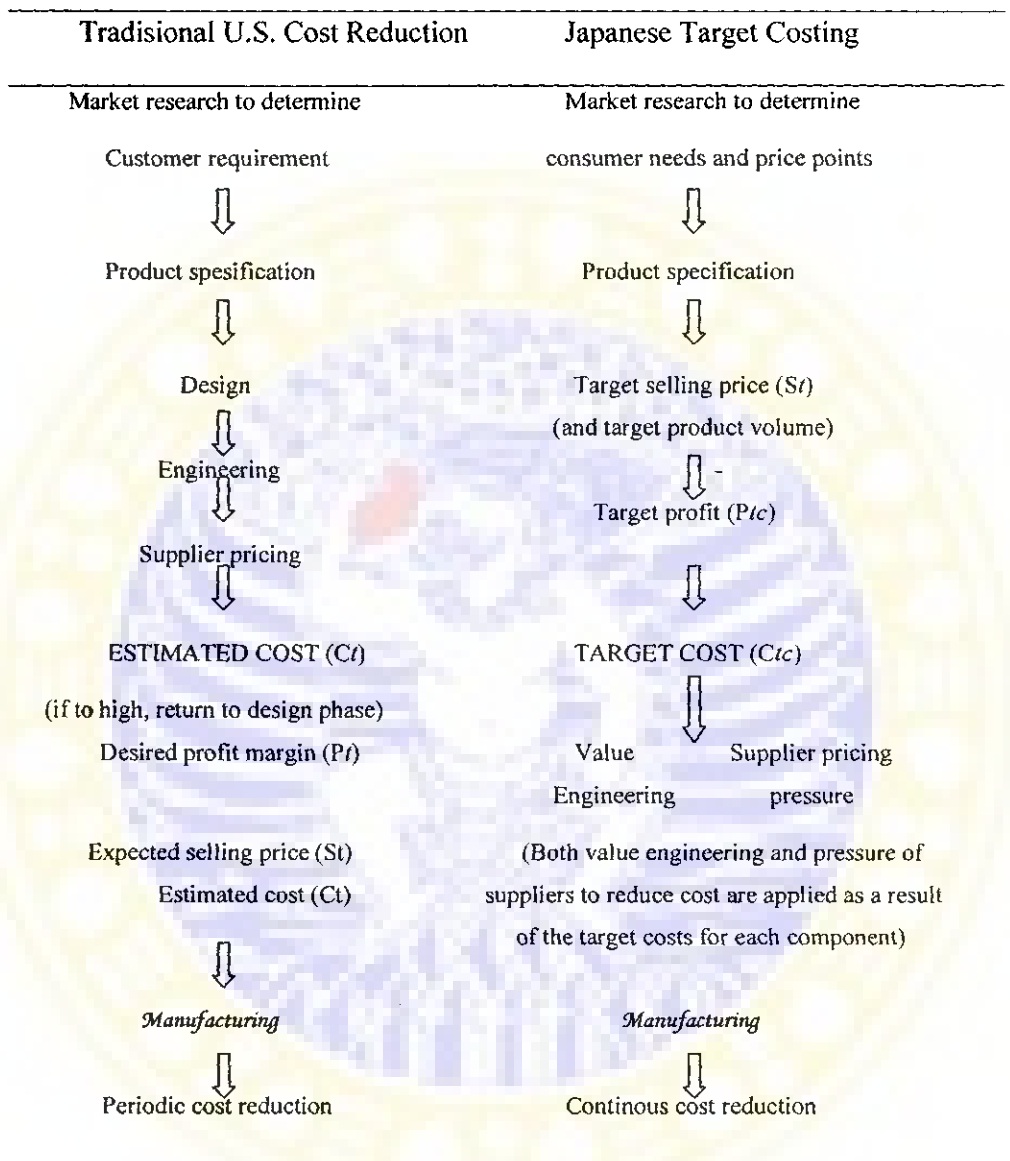 Tradisional U.S. Cost Reduction
Japanese Target Costing
Market research to determine
Customer requirement
Product spesification
Design
Engineering
Supplier pricing
ESTIMATED COST (Ct)
(if to high, return to design phase)
Desired profit margin (Pt)
Expected selling price (St)
Estimated cost (Ct)
Manufacturing
Periodic cost reduction
Market research to determine
consumer needs and price points
Product specification
Target selling price (St)
(and target product volume)
-
Target profit (Ptc)
TARGET COST (Ctc)
Value Supplier pricing
Engineering pressure
(Both value engineering and pressure of
suppliers to reduce cost are applied as a result
of the target costs for each component)
Manufacturing
Continous cost reduction